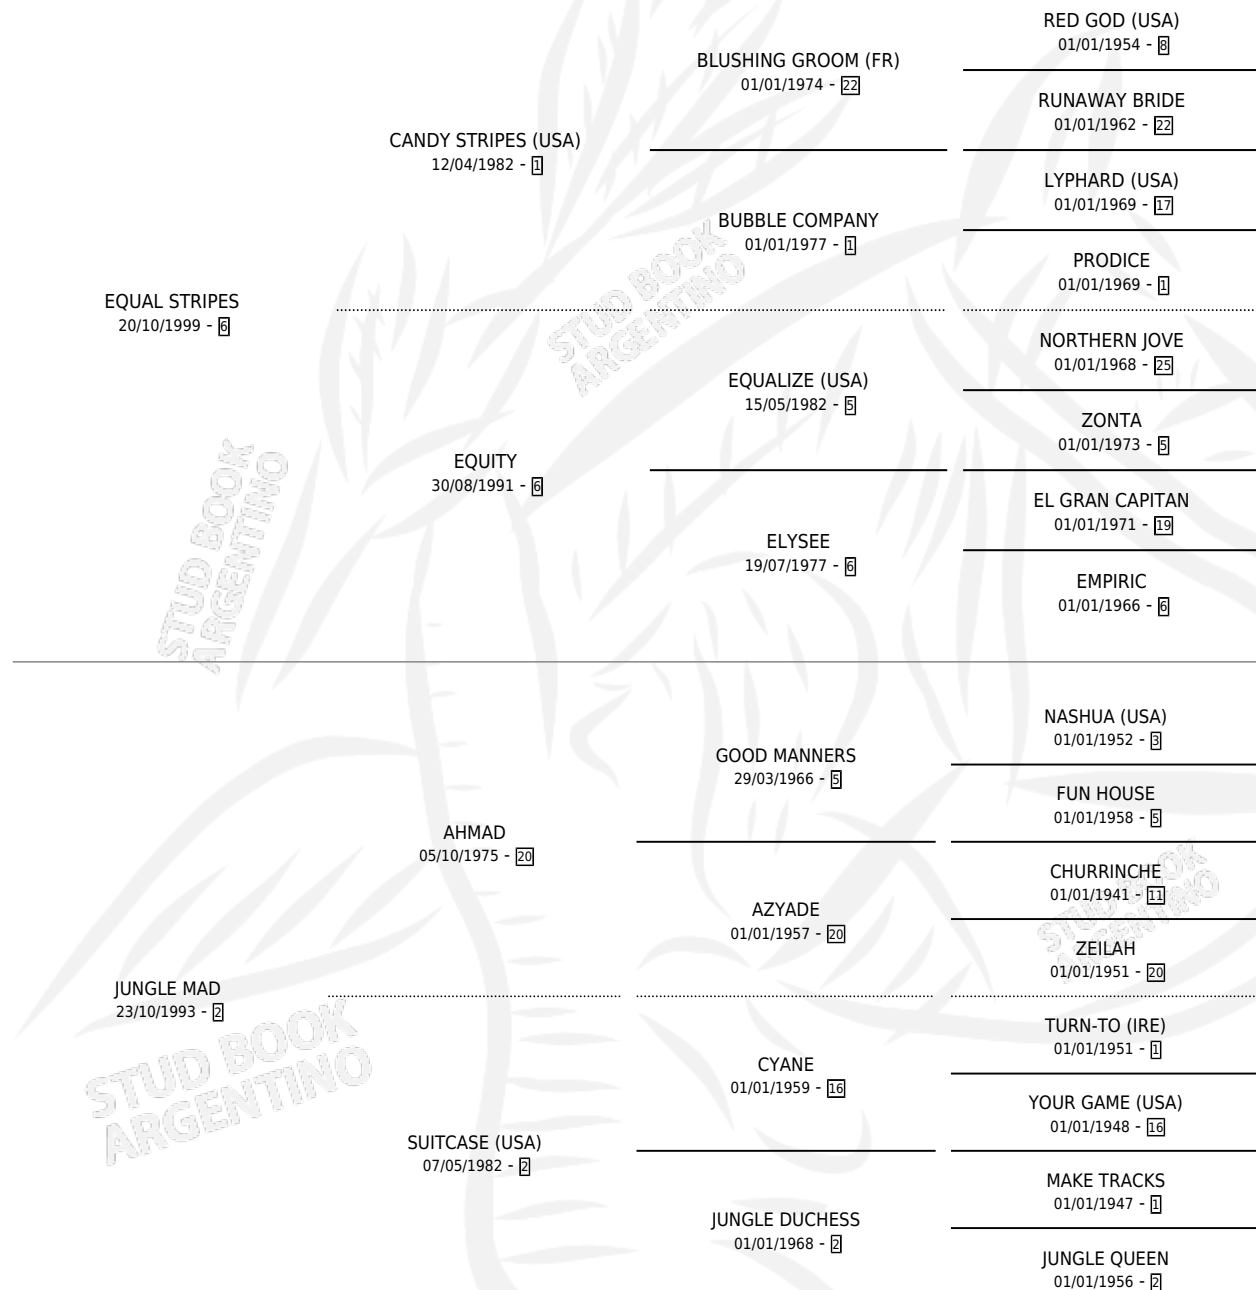 RED GOD (USA)
01/01/1954 - 8
BLUSHING GROOM (FR)
01/01/1974 - 22
RUNAWAY BRIDE
01/01/1962 - 22
CANDY STRIPES (USA)
12/04/1982 - 1
LYPHARD (USA)
01/01/1969 - 17
BUBBLE COMPANY
01/01/1977 - 1
PRODICE
01/01/1969 - 1
EQUAL STRIPES
20/10/1999 - 6
STUD BOOK
ARGENTINO
NORTHERN JOVE
01/01/1968 - 25
EQUALIZE (USA)
15/05/1982 - 5
ZONTA
01/01/1973 - 5
EQUITY
30/08/1991 - 6
EL GRAN CAPITAN
01/01/1971 - 19
ELYSEE
19/07/1977 - 6
EMPIRIC
01/01/1966 - 6
STUD BOOK
ARGENTINO
NASHUA (USA)
01/01/1952 - 3
GOOD MANNERS
29/03/1966 - 5
FUN HOUSE
01/01/1958 - 5
AHMAD
05/10/1975 - 20
CHURRINCHE
01/01/1941 - 11
AZYADE
01/01/1957 - 20
STUD BOOK
ARGENTINO
ZEILAH
01/01/1951 - 20
JUNGLE MAD
23/10/1993 - 2
TURN-TO (IRE)
01/01/1951 - 1
CYANE
01/01/1959 - 16
STUD BOOK
ARGENTINO
YOUR GAME (USA)
01/01/1948 - 16
SUITCASE (USA)
07/05/1982 - 2
MAKE TRACKS
01/01/1947 - 1
JUNGLE DUCHESS
01/01/1968 - 2
JUNGLE QUEEN
01/01/1956 - 2